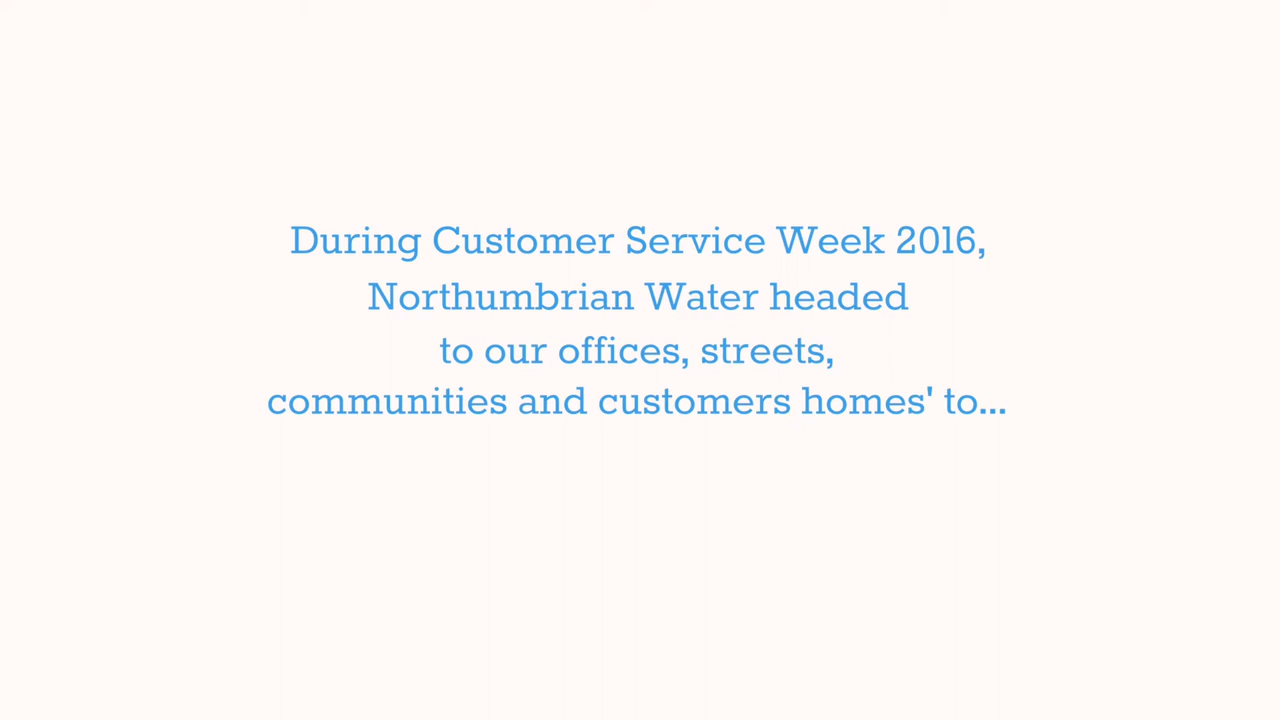 During Customer Service Week 2016,
Northumbrian Water headed
to our offices, streets,
communities and customers homes' to...